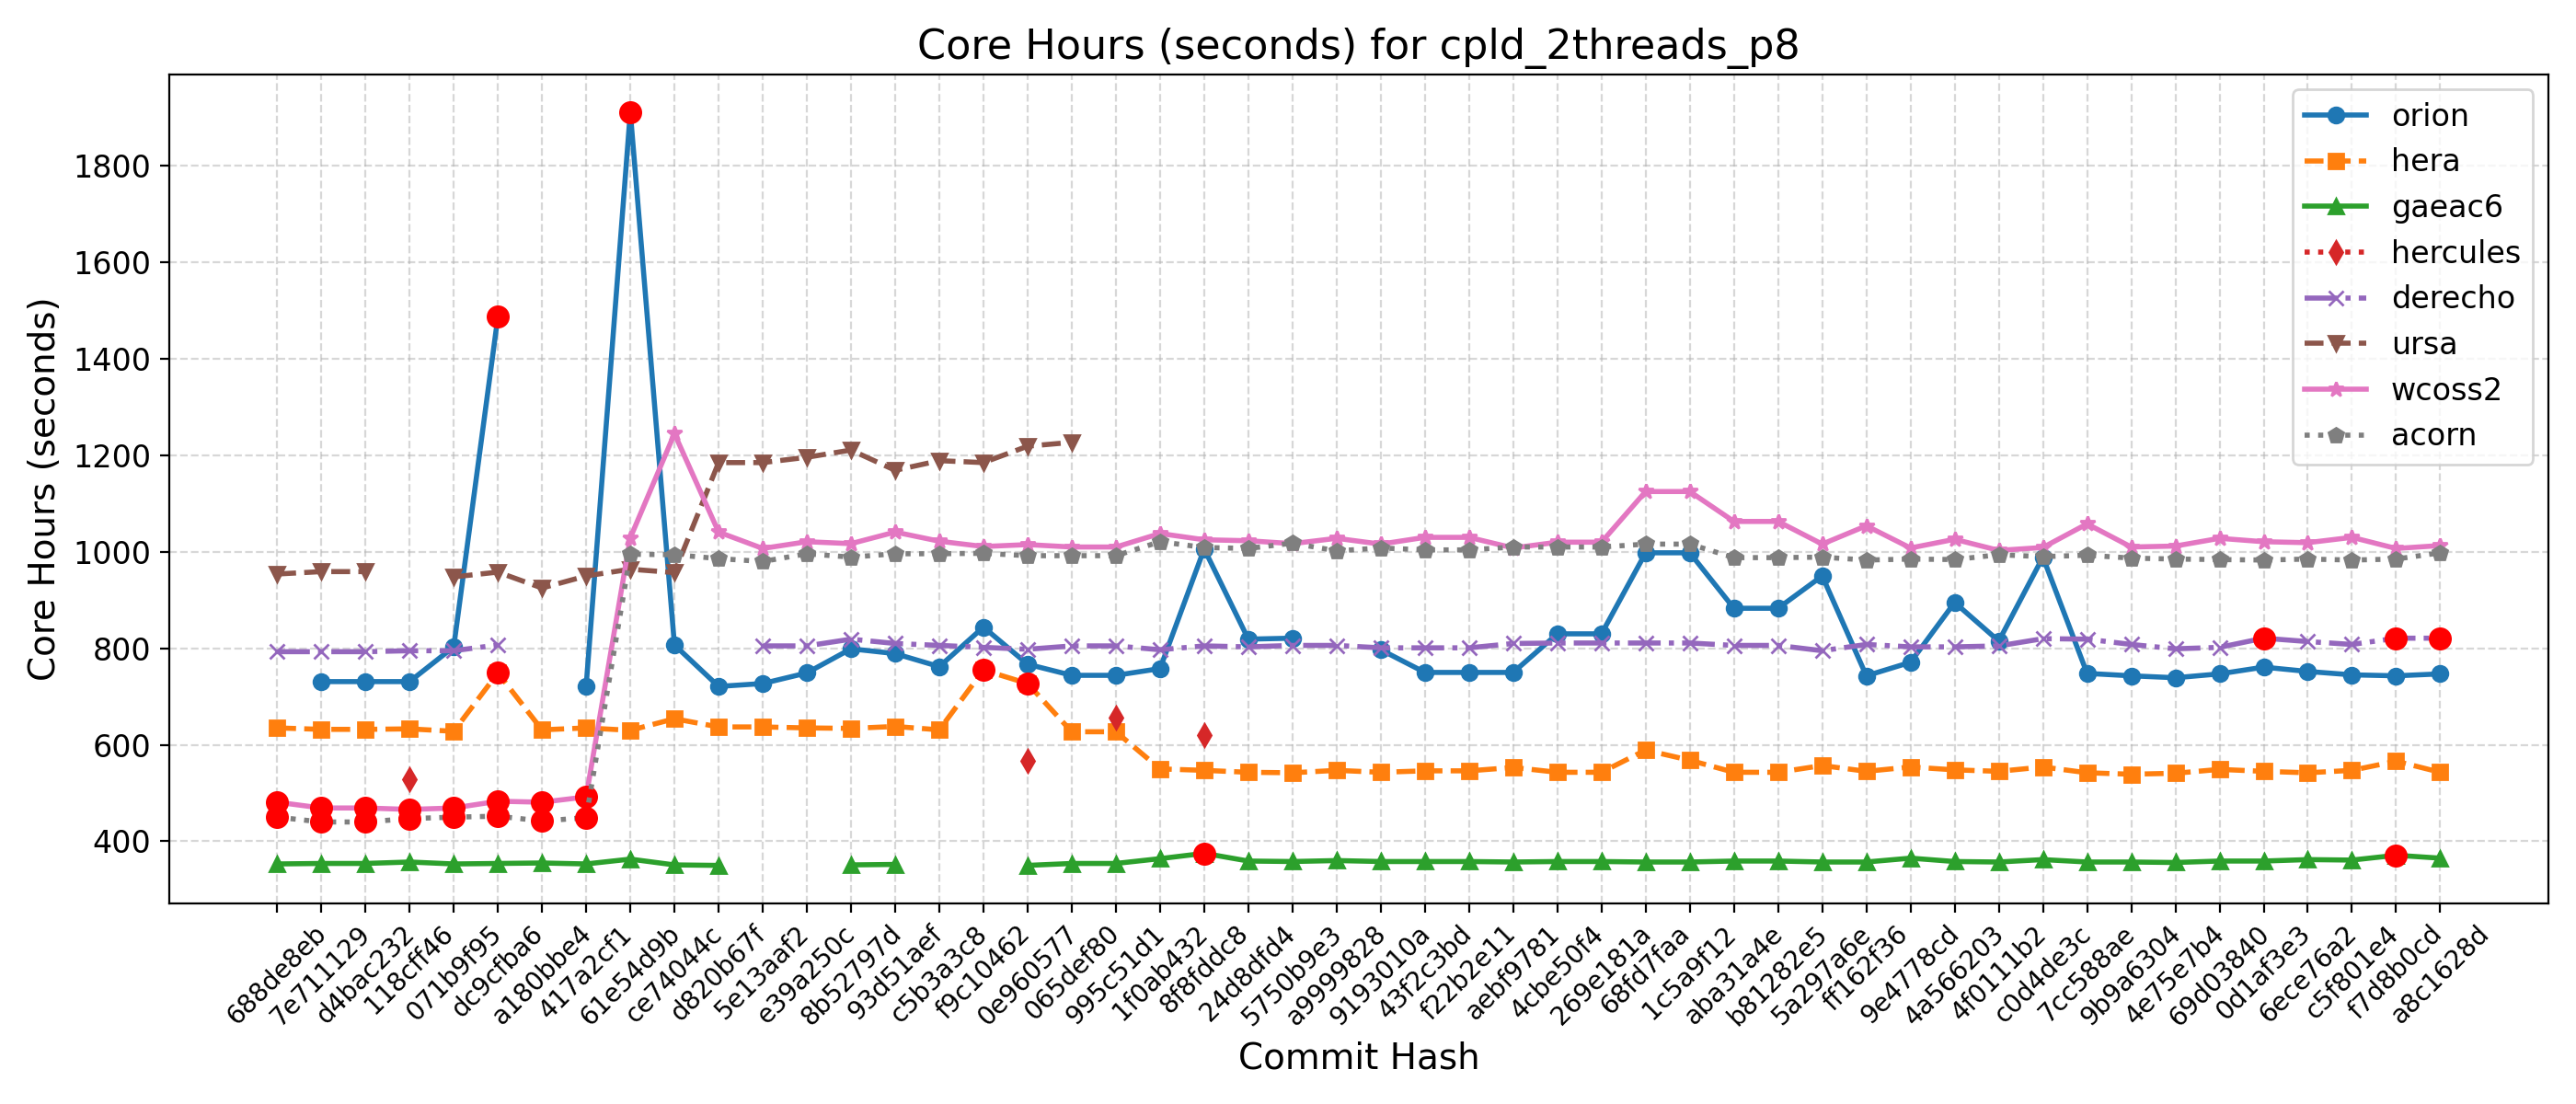 Core Hours (seconds) for cpld_2threads_p8
Core Hours (seconds)
1800
1600
1400
1200
1000
800
600
400
orion
hera
gaeac6
hercules
derecho
ursa
wcoss2
acorn
688de8eb
7e711129
d4bac232
118cff46
071b9f95
dc9cfba6
a180bbe4
417a2cf1
61e54d9b
ce74044c
d820b67f
5e13aaf2
e39a250c
8b52797d
93d51aef
c5b3a3c8
f9c10462
0e960577
065def80
995c51d1
1f0ab432
8f8fddc8
24d8dfd4
5750b9e3
a9999828
9193010a
43f2c3bd
f22b2e11
aebf9781
4cbe50f4
269e181a
68fd7faa
1c5a9f12
aba31a4e
b81282e5
5a297a6e
ff162f36
9e4778cd
4a566203
4f0111b2
c0d4de3c
7cc588ae
9b9a6304
4e75e7b4
69d03840
0d1af3e3
6ece76a2
c5f801e4
f7d8b0cd
a8c1628d
Commit Hash